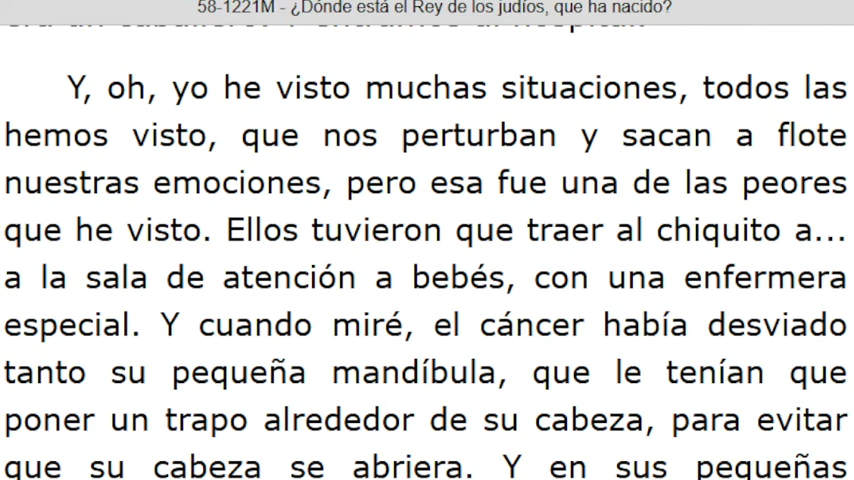 58-1221M - ¿Dónde está el Rey de los judíos, que ha nacido?
Y, oh, yo he visto muchas situaciones, todos las
hemos visto, que nos perturban y sacan a flote
nuestras emociones, pero esa fue una de las peores
que he visto. Ellos tuvieron que traer al chiquito a...
a la sala de atención a bebés, con una enfermera
especial. Y cuando miré, el cáncer había desviado
tanto su pequeña mandíbula, que le tenían que
poner un trapo alrededor de su cabeza, para evitar
que su cabeza se abriera. Y en sus pequeñas